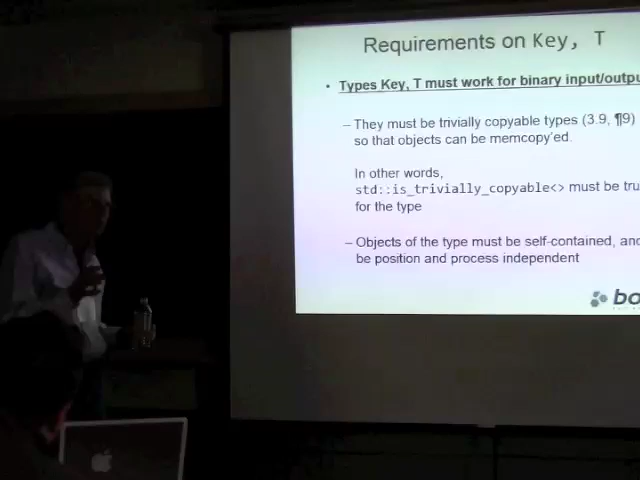 Requirements on Key, T
• Types Key, T must work for binary input/outpu
– They must be trivially copyable types (3.9, ¶9)
so that objects can be memcopy'ed.
In other words,
std::is_trivially_copyable<> must be tru
for the type
– Objects of the type must be self-contained, and
be position and process independent
bo